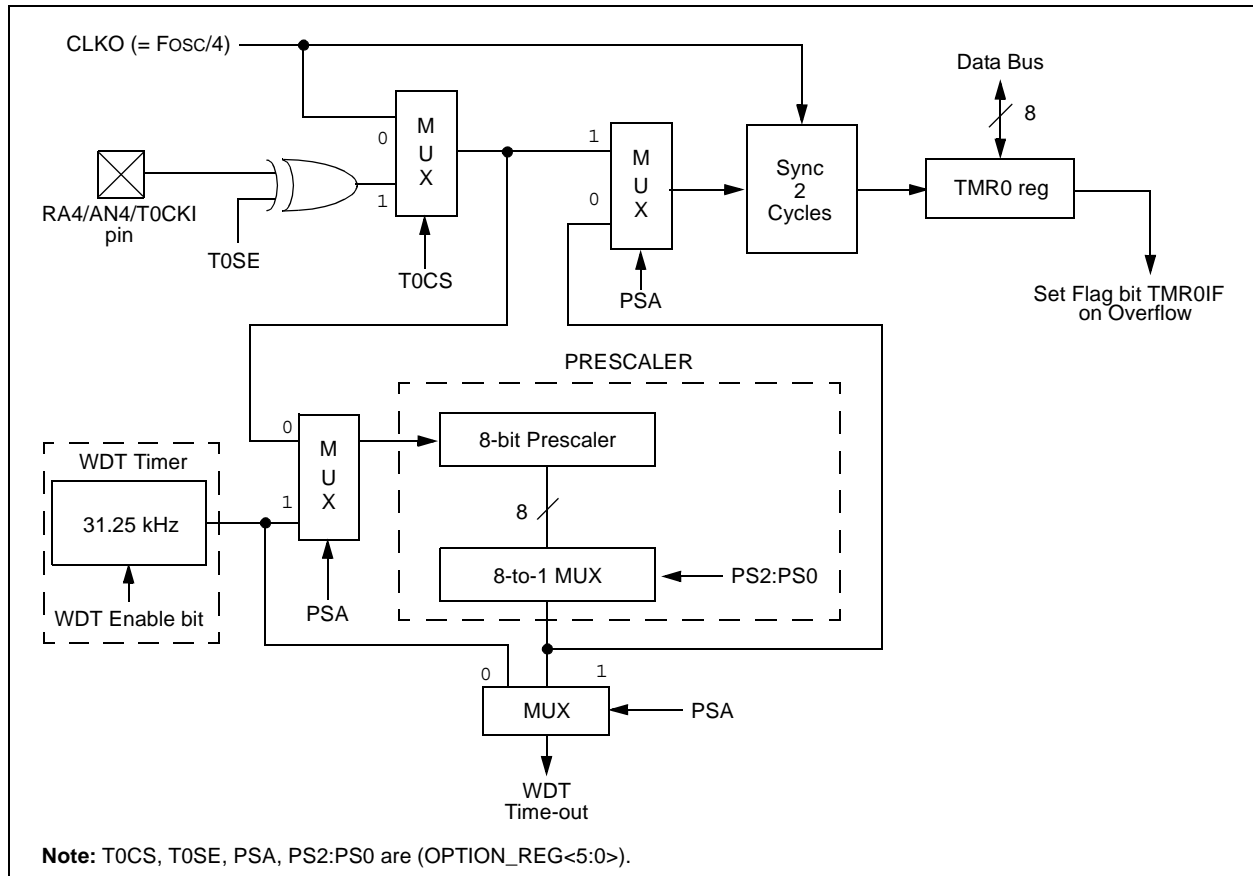 CLKO (= FOSC/4)
Data Bus
8
M
U
X
0
1
M
U
X
1
0
Sync
2
Cycles
TMR0 reg
RA4/AN4/T0CKI
pin
T0SE
T0CS
PSA
Set Flag bit TMR0IF
on Overflow
PRESCALER
0
M
U
X
1
8-bit Prescaler
WDT Timer
31.25 kHz
8
8-to-1 MUX
PS2:PS0
WDT Enable bit
PSA
0
1
MUX
PSA
WDT
Time-out
Note: T0CS, T0SE, PSA, PS2:PS0 are (OPTION_REG<5:0>).